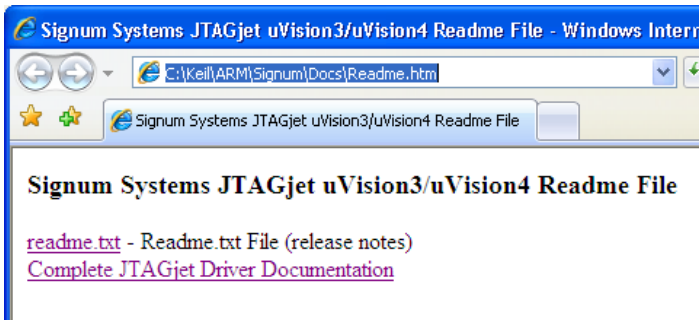 Signum Systems JTAGjet uVision3/uVision4 Readme File - Windows Intern
C:\Keil\ARM\Signum\Docs\Readme.htm
Signum Systems JTAGjet uVision3/uVision4 Readme File
Signum Systems JTAGjet uVision3/uVision4 Readme File
readme.txt - Readme.txt File (release notes)
Complete JTAGjet Driver Documentation